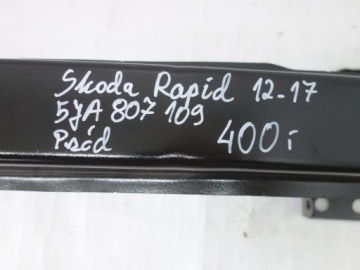 Skoda Rapid 12-17
5JA 807 109
Przód 400